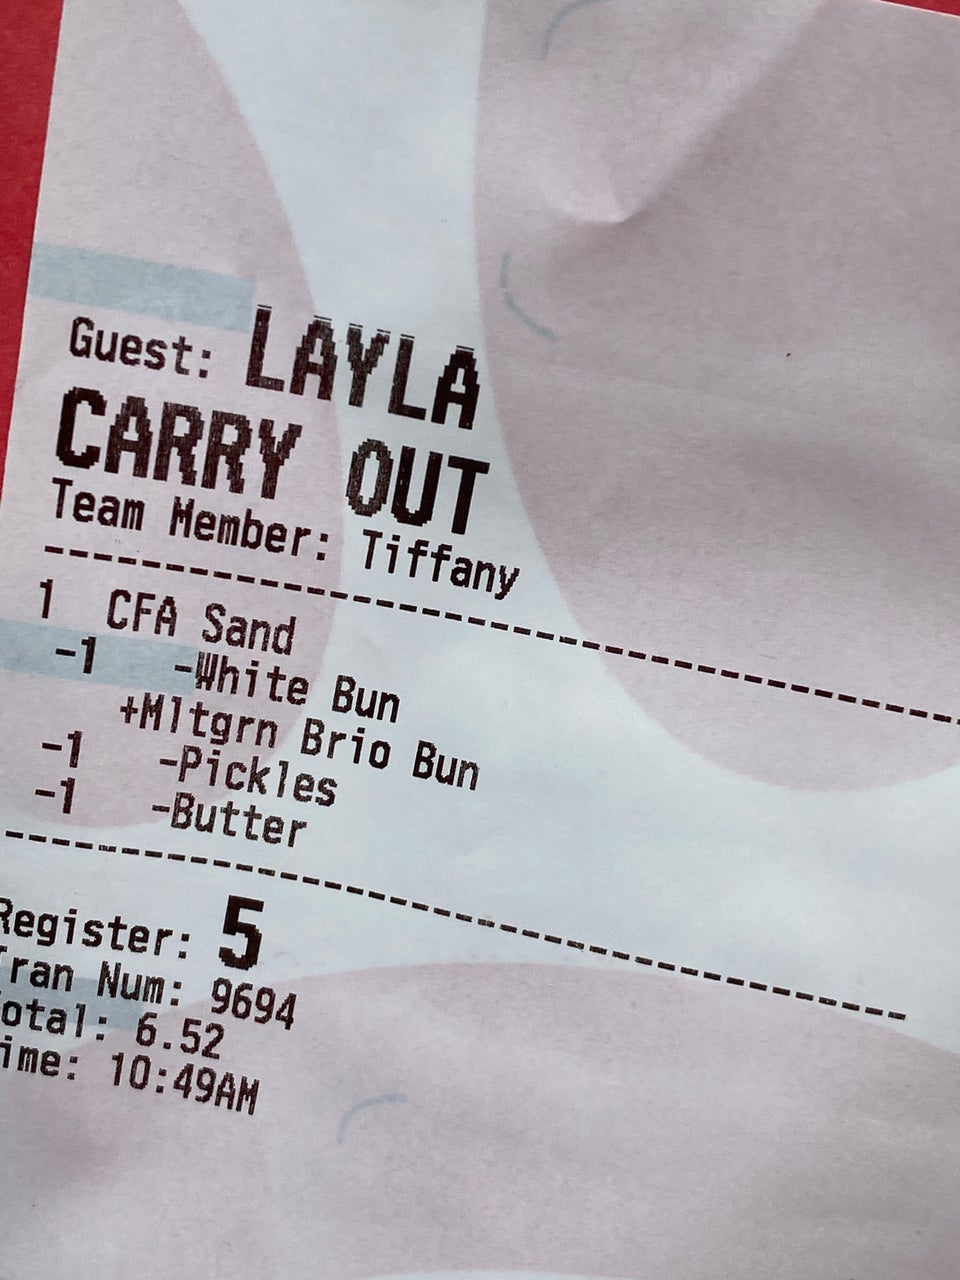 Guest: LAYLA
CARRY OUT
Team Member: Tiffany
--------------------------------------------------
1 CFA Sand
-1 -White Bun
+Mltgrn Brio Bun
-1 -Pickles
-1 -Butter
--------------------------------------------------
Register: 5
Tran Num: 9694
otal: 6.52
ime: 10:49AM